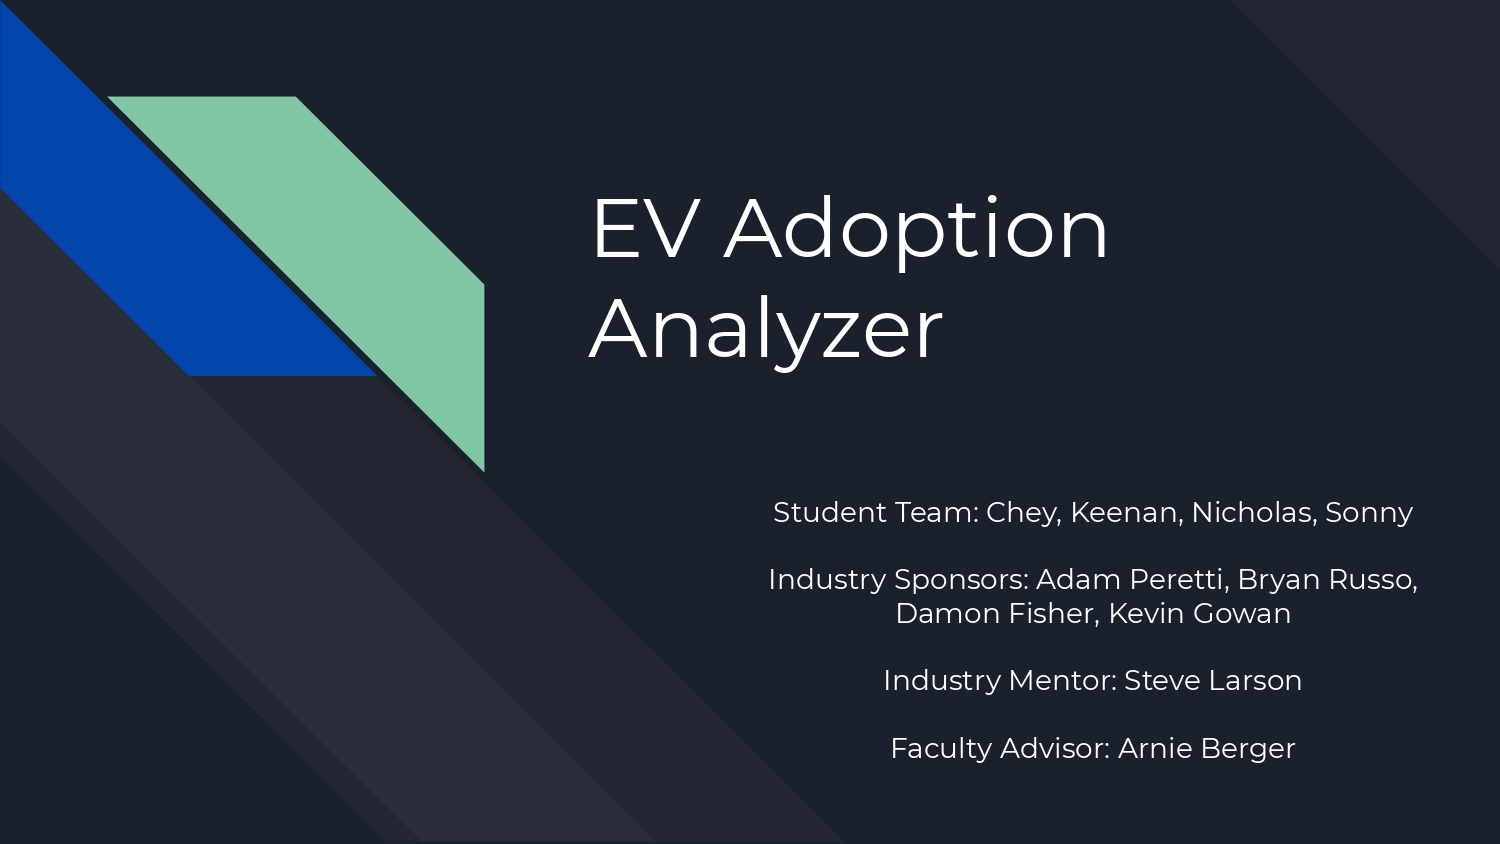 EV Adoption
Analyzer
Student Team: Chey, Keenan, Nicholas, Sonny
Industry Sponsors: Adam Peretti, Bryan Russo,
Damon Fisher, Kevin Gowan
Industry Mentor: Steve Larson
Faculty Advisor: Arnie Berger